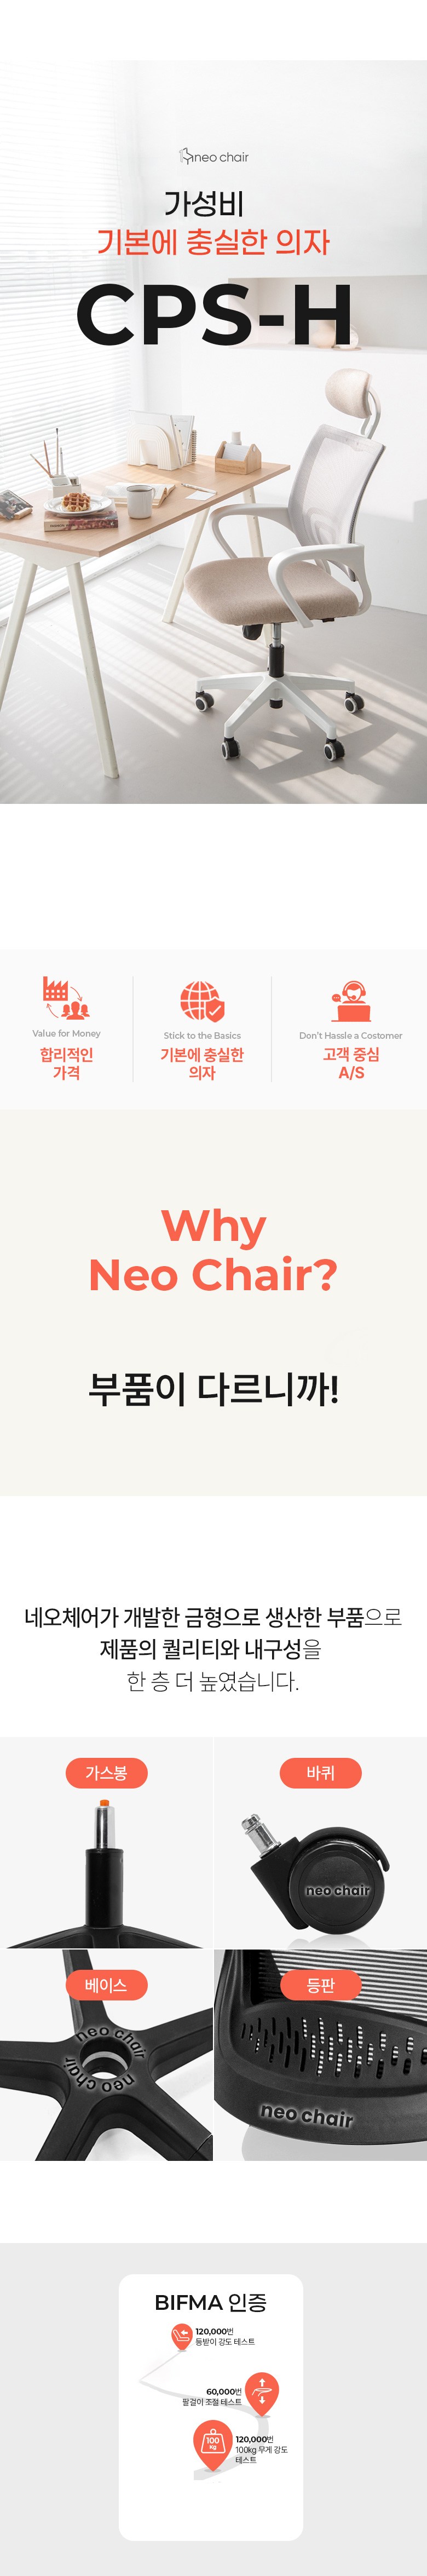 neo chair
가성비
기본에 충실한 의자
CPS-H
Value for Money
합리적인
가격
Stick to the Basics
기본에 충실한
의자
Don't Hassle a Costomer
고객 중심
A/S
Why
Neo Chair?
부품이 다르니까!
네오체어가 개발한 금형으로 생산한 부품으로
제품의 퀄리티와 내구성을
한 층 더 높였습니다.
가스봉
바퀴
neo chair
베이스
neo chair
neo chair
등판
neo chair
BIFMA 인증
120,000번
등받이 강도 테스트
60,000번
팔걸이 조절 테스트
100
Kg
120,000번
100kg 무게 강도
테스트